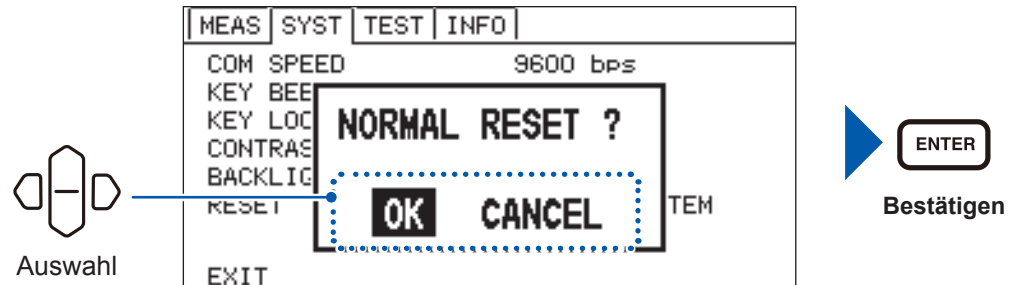 MEAS SYST TEST INFO
COM SPEED 9600 bps
KEY BEE
KEY LOC
CONTRAS
BACKLIG
RESET TEM
NORMAL RESET ?
OK CANCEL
EXIT
Auswahl
ENTER
Bestätigen